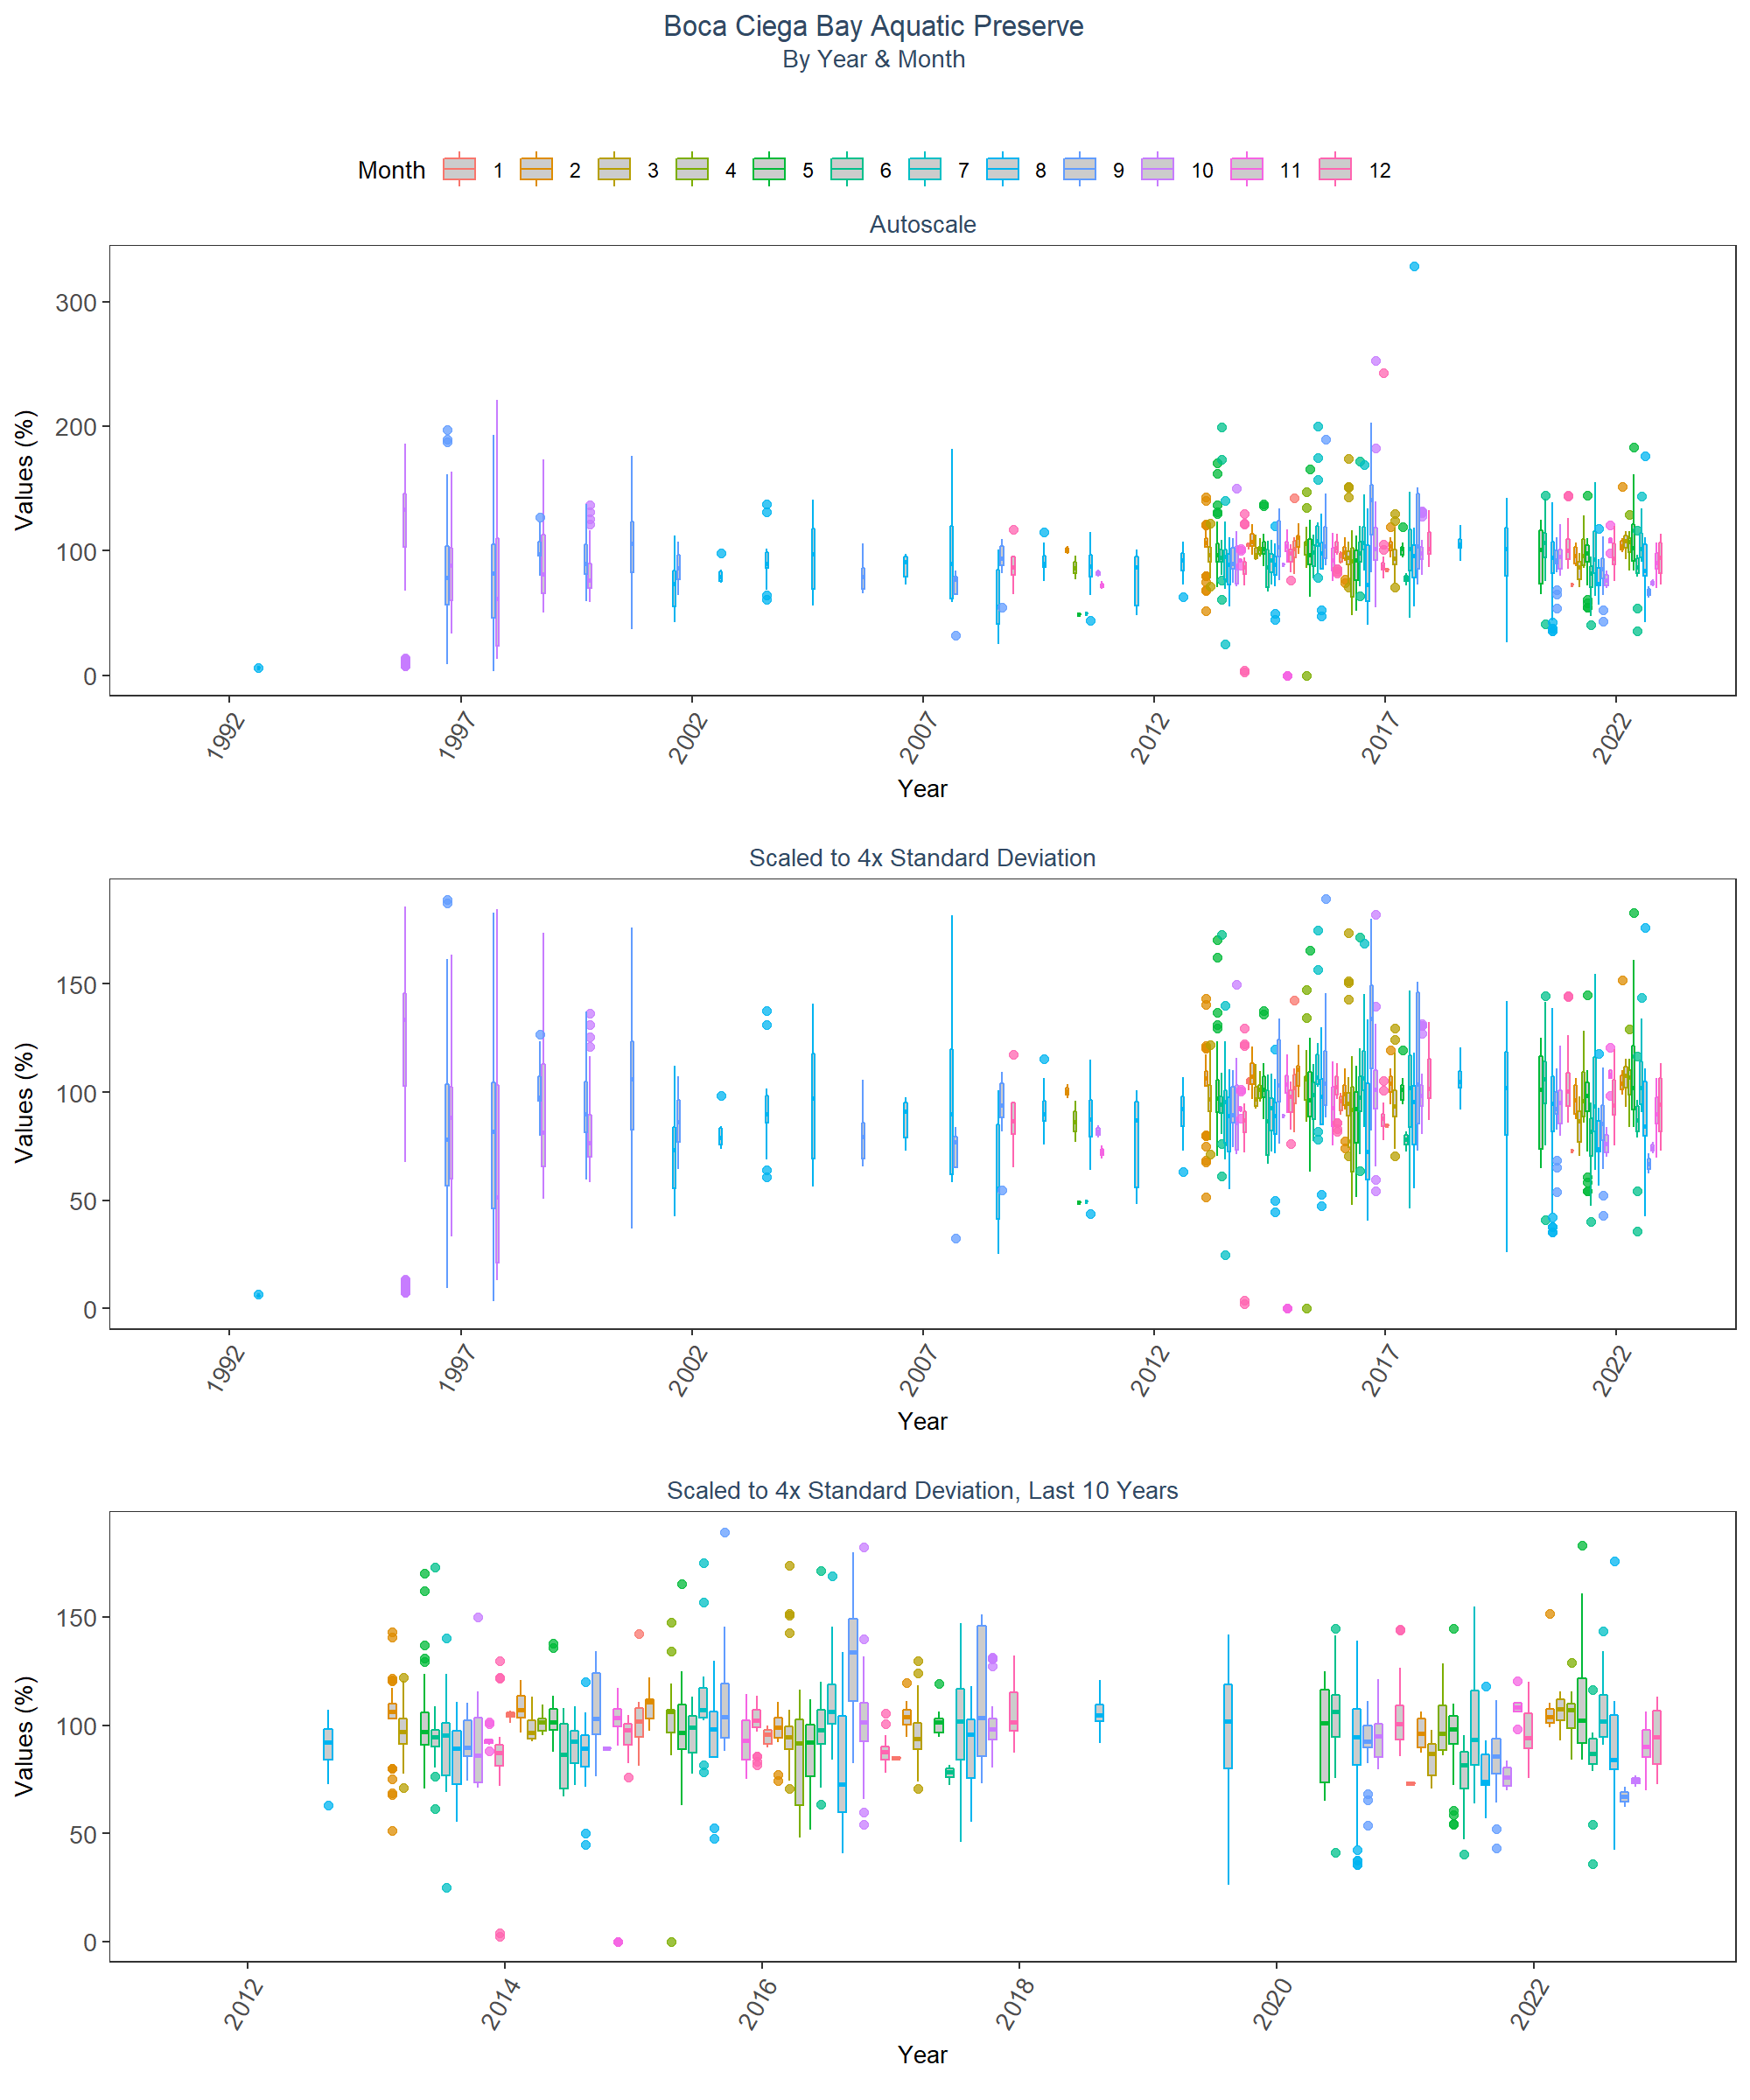 Boca Ciega Bay Aquatic Preserve
By Year & Month
Month 1 2 3 4 5 6 7 8 9 10 11 12
Autoscale
Values (%)
300
200
100
0
1992 1997 2002 2007 2012 2017 2022
Year
Scaled to 4x Standard Deviation
Values (%)
150
100
50
0
1992 1997 2002 2007 2012 2017 2022
Year
Scaled to 4x Standard Deviation, Last 10 Years
Values (%)
150
100
50
0
2012 2014 2016 2018 2020 2022
Year